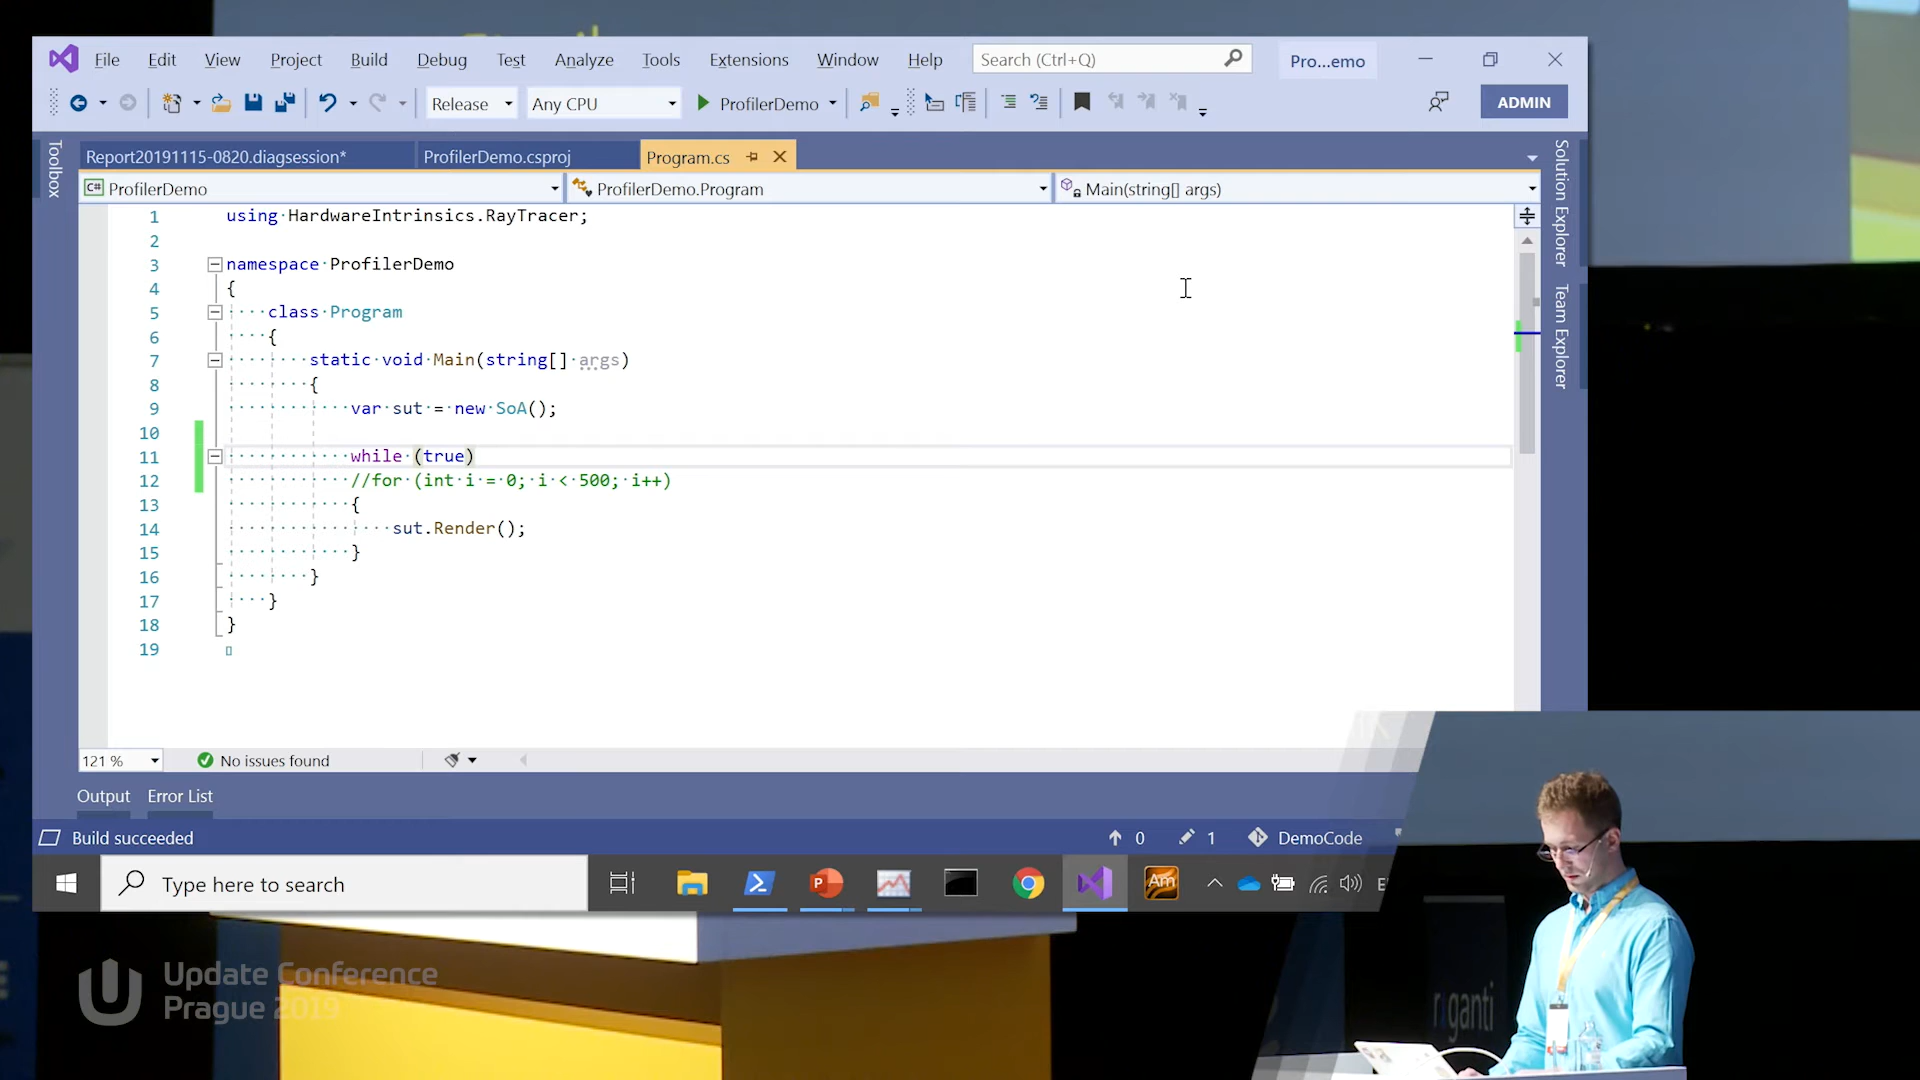 File Edit View Project Build Debug Test Analyze Tools Extensions Window Help Search (Ctrl+Q) Pro...emo
Release Any CPU ProfilerDemo ADMIN
Toolbox
Report20191115-0820.diagsession* ProfilerDemo.csproj Program.cs
C# ProfilerDemo ProfilerDemo.Program Main(string[] args)
Solution Explorer
Team Explorer
1 using HardwareIntrinsics.RayTracer;
2
3 namespace ProfilerDemo
4 {
5 class Program
6 {
7 static void Main(string[] args)
8 {
9 var sut = new SoA();
10
11 while (true)
12 //for (int i = 0; i < 500; i++)
13 {
14 sut.Render();
15 }
16 }
17 }
18 }
19
121 % No issues found
Output Error List
Build succeeded 0 1 DemoCode
Type here to search P Am
Update Conference
Prague 2019
riganti